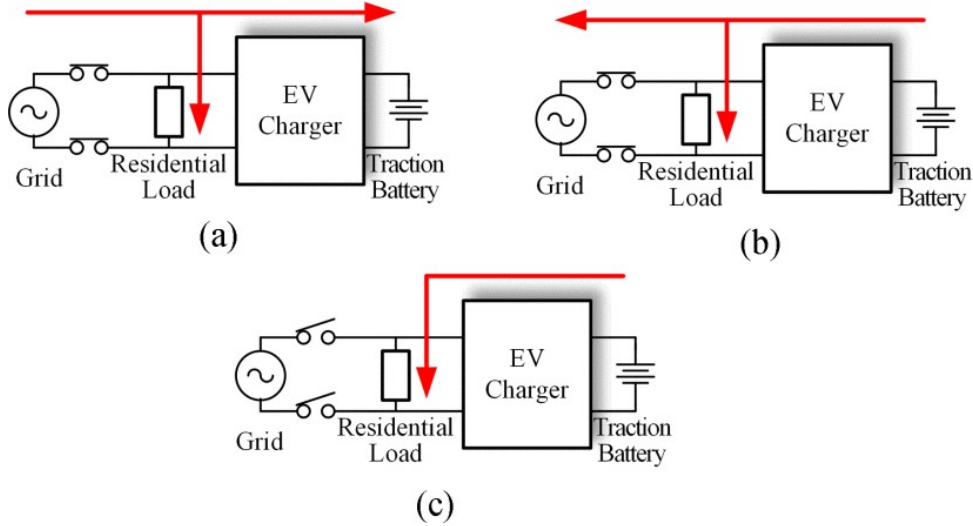 EV
Charger
Grid
Residential
Load
Traction
Battery
(a)
EV
Charger
Grid
Residential
Load
Traction
Battery
(b)
EV
Charger
Grid
Residential
Load
Traction
Battery
(c)